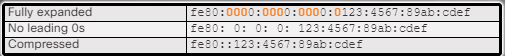 Fully expanded fe80:0000:0000:0000:0123:4567:89ab:cdef
No leading 0s fe80: 0: 0: 0: 123:4567:89ab:cdef
Compressed fe80::123:4567:89ab:cdef